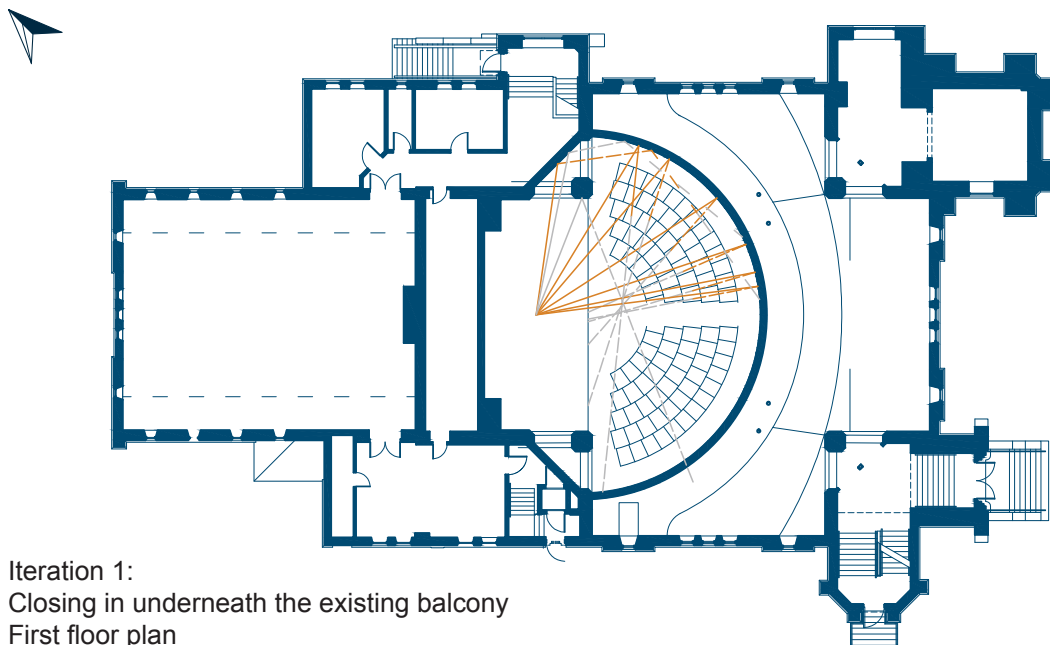 Iteration 1:
Closing in underneath the existing balcony
First floor plan